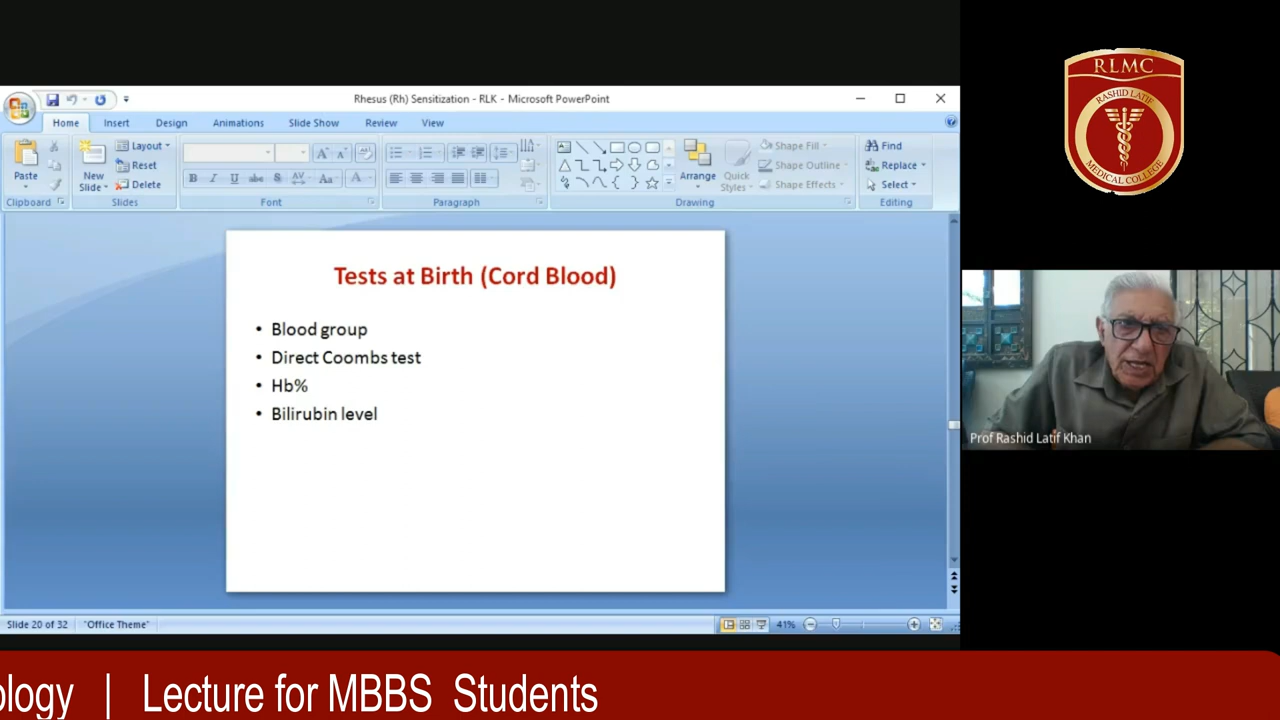 RLMC
RASHID LATIF
MEDICAL COLLEGE
Rhesus (Rh) Sensitization - RLK - Microsoft PowerPoint
Home Insert Design Animations Slide Show Review View
Paste
New
Slide
Layout
Reset
Delete
B I U abc S AV Aa A
A A
Arrange
Quick
Styles
Shape Fill
Shape Outline
Shape Effects
Find
Replace
Select
Clipboard Slides Font Paragraph Drawing Editing
Tests at Birth (Cord Blood)
• Blood group
• Direct Coombs test
• Hb%
• Bilirubin level
Prof Rashid Latif Khan
Slide 20 of 32 "Office Theme" 41%
ology | Lecture for MBBS Students